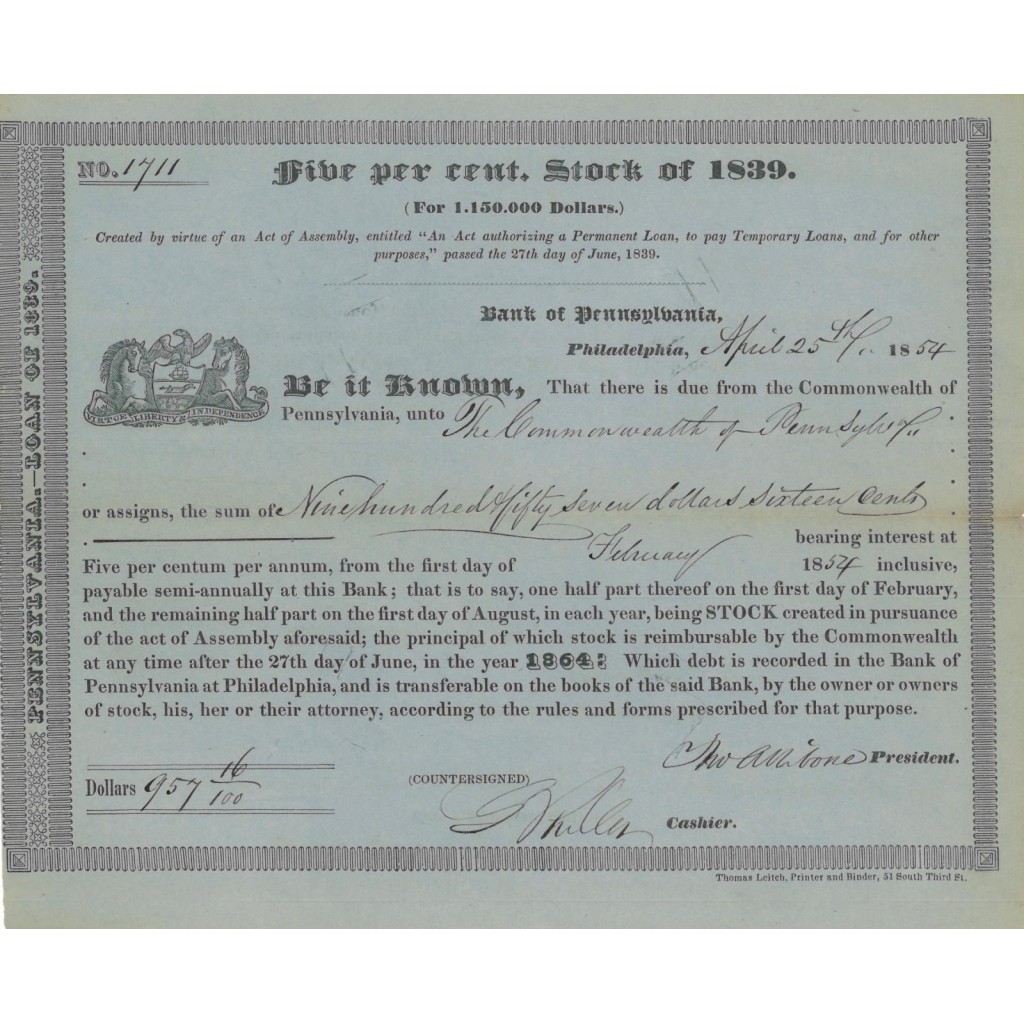 PENNSYLVANIA.—LOAN OF 1839.
NO. 1711
Five per cent. Stock of 1839.
(For 1.150.000 Dollars.)
Created by virtue of an Act of Assembly, entitled "An Act authorizing a Permanent Loan, to pay Temporary Loans, and for other
purposes," passed the 27th day of June, 1839.
Bank of Pennsylvania,
Philadelphia, April 25th 1854
VIRTUE LIBERTY & INDEPENDENCE
Be it Known, That there is due from the Commonwealth of
Pennsylvania, unto The Commonwealth of Pennsylva
or assigns, the sum of Nine hundred & fifty seven dollars sixteen cents
bearing interest at
Five per centum per annum, from the first day of February 1854 inclusive,
payable semi-annually at this Bank; that is to say, one half part thereof on the first day of February,
and the remaining half part on the first day of August, in each year, being STOCK created in pursuance
of the act of Assembly aforesaid; the principal of which stock is reimbursable by the Commonwealth
at any time after the 27th day of June, in the year 1864: Which debt is recorded in the Bank of
Pennsylvania at Philadelphia, and is transferable on the books of the said Bank, by the owner or owners
of stock, his, her or their attorney, according to the rules and forms prescribed for that purpose.
Tho Allibone President.
Dollars 957 16/100
(COUNTERSIGNED)
Cashier.
Thomas Leitch, Printer and Binder, 51 South Third St.